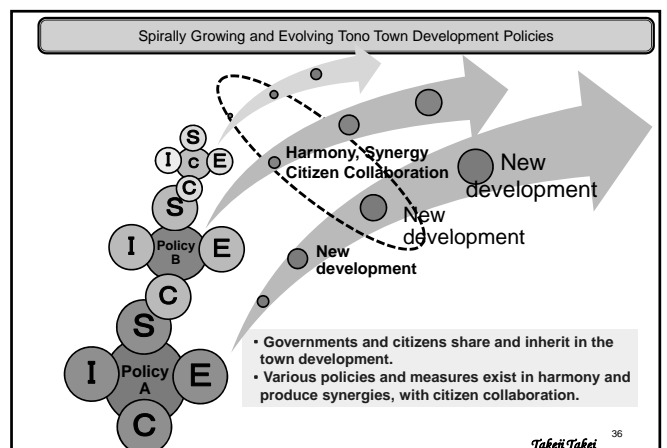 Spirally Growing and Evolving Tono Town Development Policies
S
I
C
E
C
S
I
Policy
B
E
C
S
I
Policy
A
E
C
Harmony, Synergy
Citizen Collaboration
New
development
New
development
New
development
▪ Governments and citizens share and inherit in the
town development.
▪ Various policies and measures exist in harmony and
produce synergies, with citizen collaboration.
36
Takeji Takei